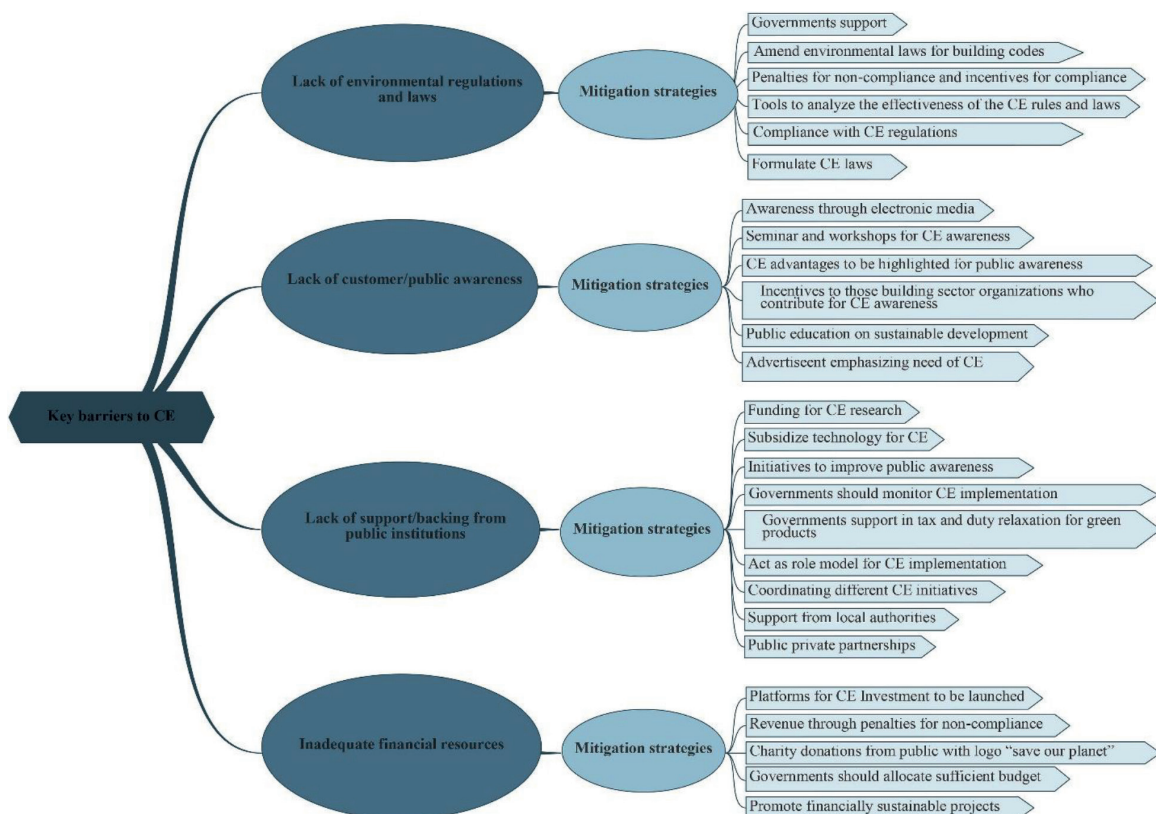 Key barriers to CE
Lack of environmental regulations
and laws
Mitigation strategies
Governments support
Amend environmental laws for building codes
Penalties for non-compliance and incentives for compliance
Tools to analyze the effectiveness of the CE rules and laws
Compliance with CE regulations
Formulate CE laws
Lack of customer/public awareness
Mitigation strategies
Awareness through electronic media
Seminar and workshops for CE awareness
CE advantages to be highlighted for public awareness
Incentives to those building sector organizations who
contribute for CE awareness
Public education on sustainable development
Advertiseent emphasizing need of CE
Lack of support/backing from
public institutions
Mitigation strategies
Funding for CE research
Subsidize technology for CE
Initiatives to improve public awareness
Governments should monitor CE implementation
Governments support in tax and duty relaxation for green
products
Act as role model for CE implementation
Coordinating different CE initiatives
Support from local authorities
Public private partnerships
Inadequate financial resources
Mitigation strategies
Platforms for CE Investment to be launched
Revenue through penalties for non-compliance
Charity donations from public with logo “save our planet”
Governments should allocate sufficient budget
Promote financially sustainable projects